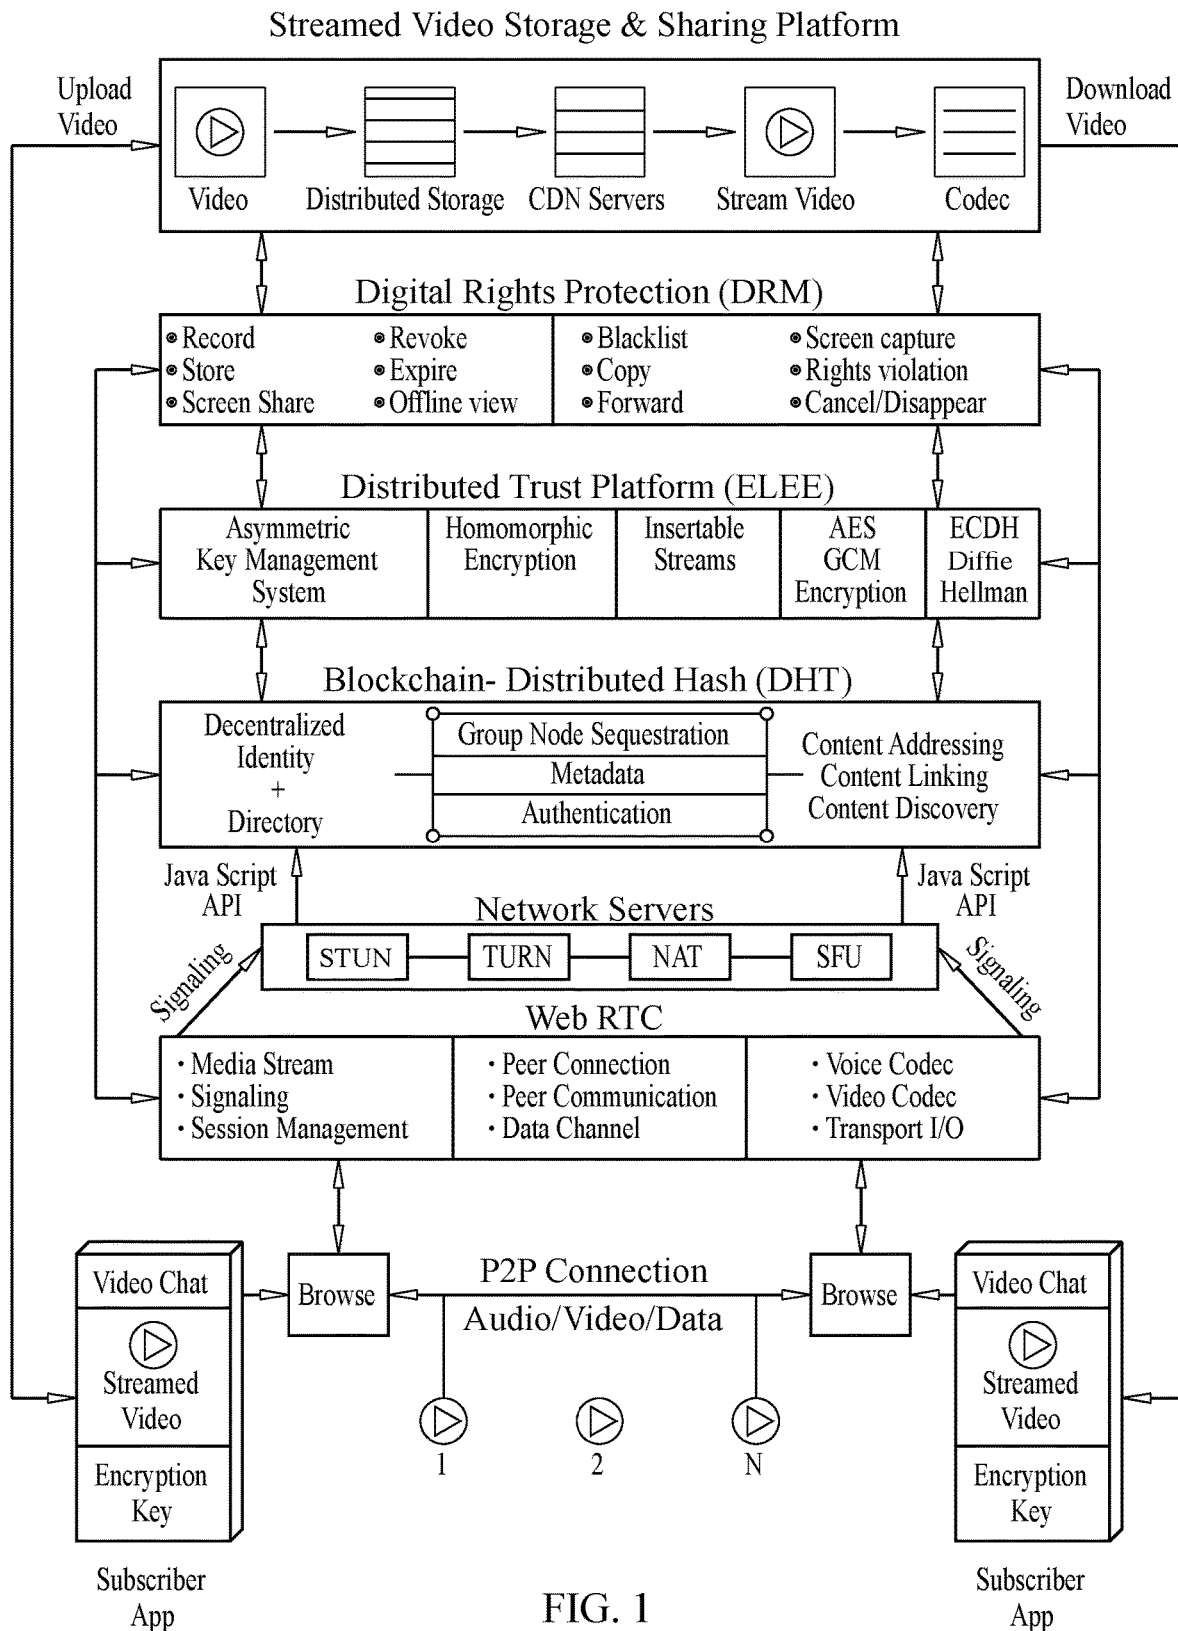 Streamed Video Storage & Sharing Platform
Upload
Video
Download
Video
Video
Distributed Storage
CDN Servers
Stream Video
Codec
Digital Rights Protection (DRM)
Record
Store
Screen Share
Revoke
Expire
Offline view
Blacklist
Copy
Forward
Screen capture
Rights violation
Cancel/Disappear
Distributed Trust Platform (ELEE)
Asymmetric
Key Management
System
Homomorphic
Encryption
Insertable
Streams
AES
GCM
Encryption
ECDH
Diffie
Hellman
Blockchain- Distributed Hash (DHT)
Decentralized
Identity
+
Directory
Group Node Sequestration
Metadata
Authentication
Content Addressing
Content Linking
Content Discovery
Java Script
API
Java Script
API
Network Servers
STUN
TURN
NAT
SFU
Signaling
Signaling
Web RTC
· Media Stream
· Signaling
· Session Management
· Peer Connection
· Peer Communication
· Data Channel
· Voice Codec
· Video Codec
· Transport I/O
Video Chat
Streamed
Video
Encryption
Key
Subscriber
App
Browse
P2P Connection
Audio/Video/Data
Browse
1
2
N
Video Chat
Streamed
Video
Encryption
Key
Subscriber
App
FIG. 1